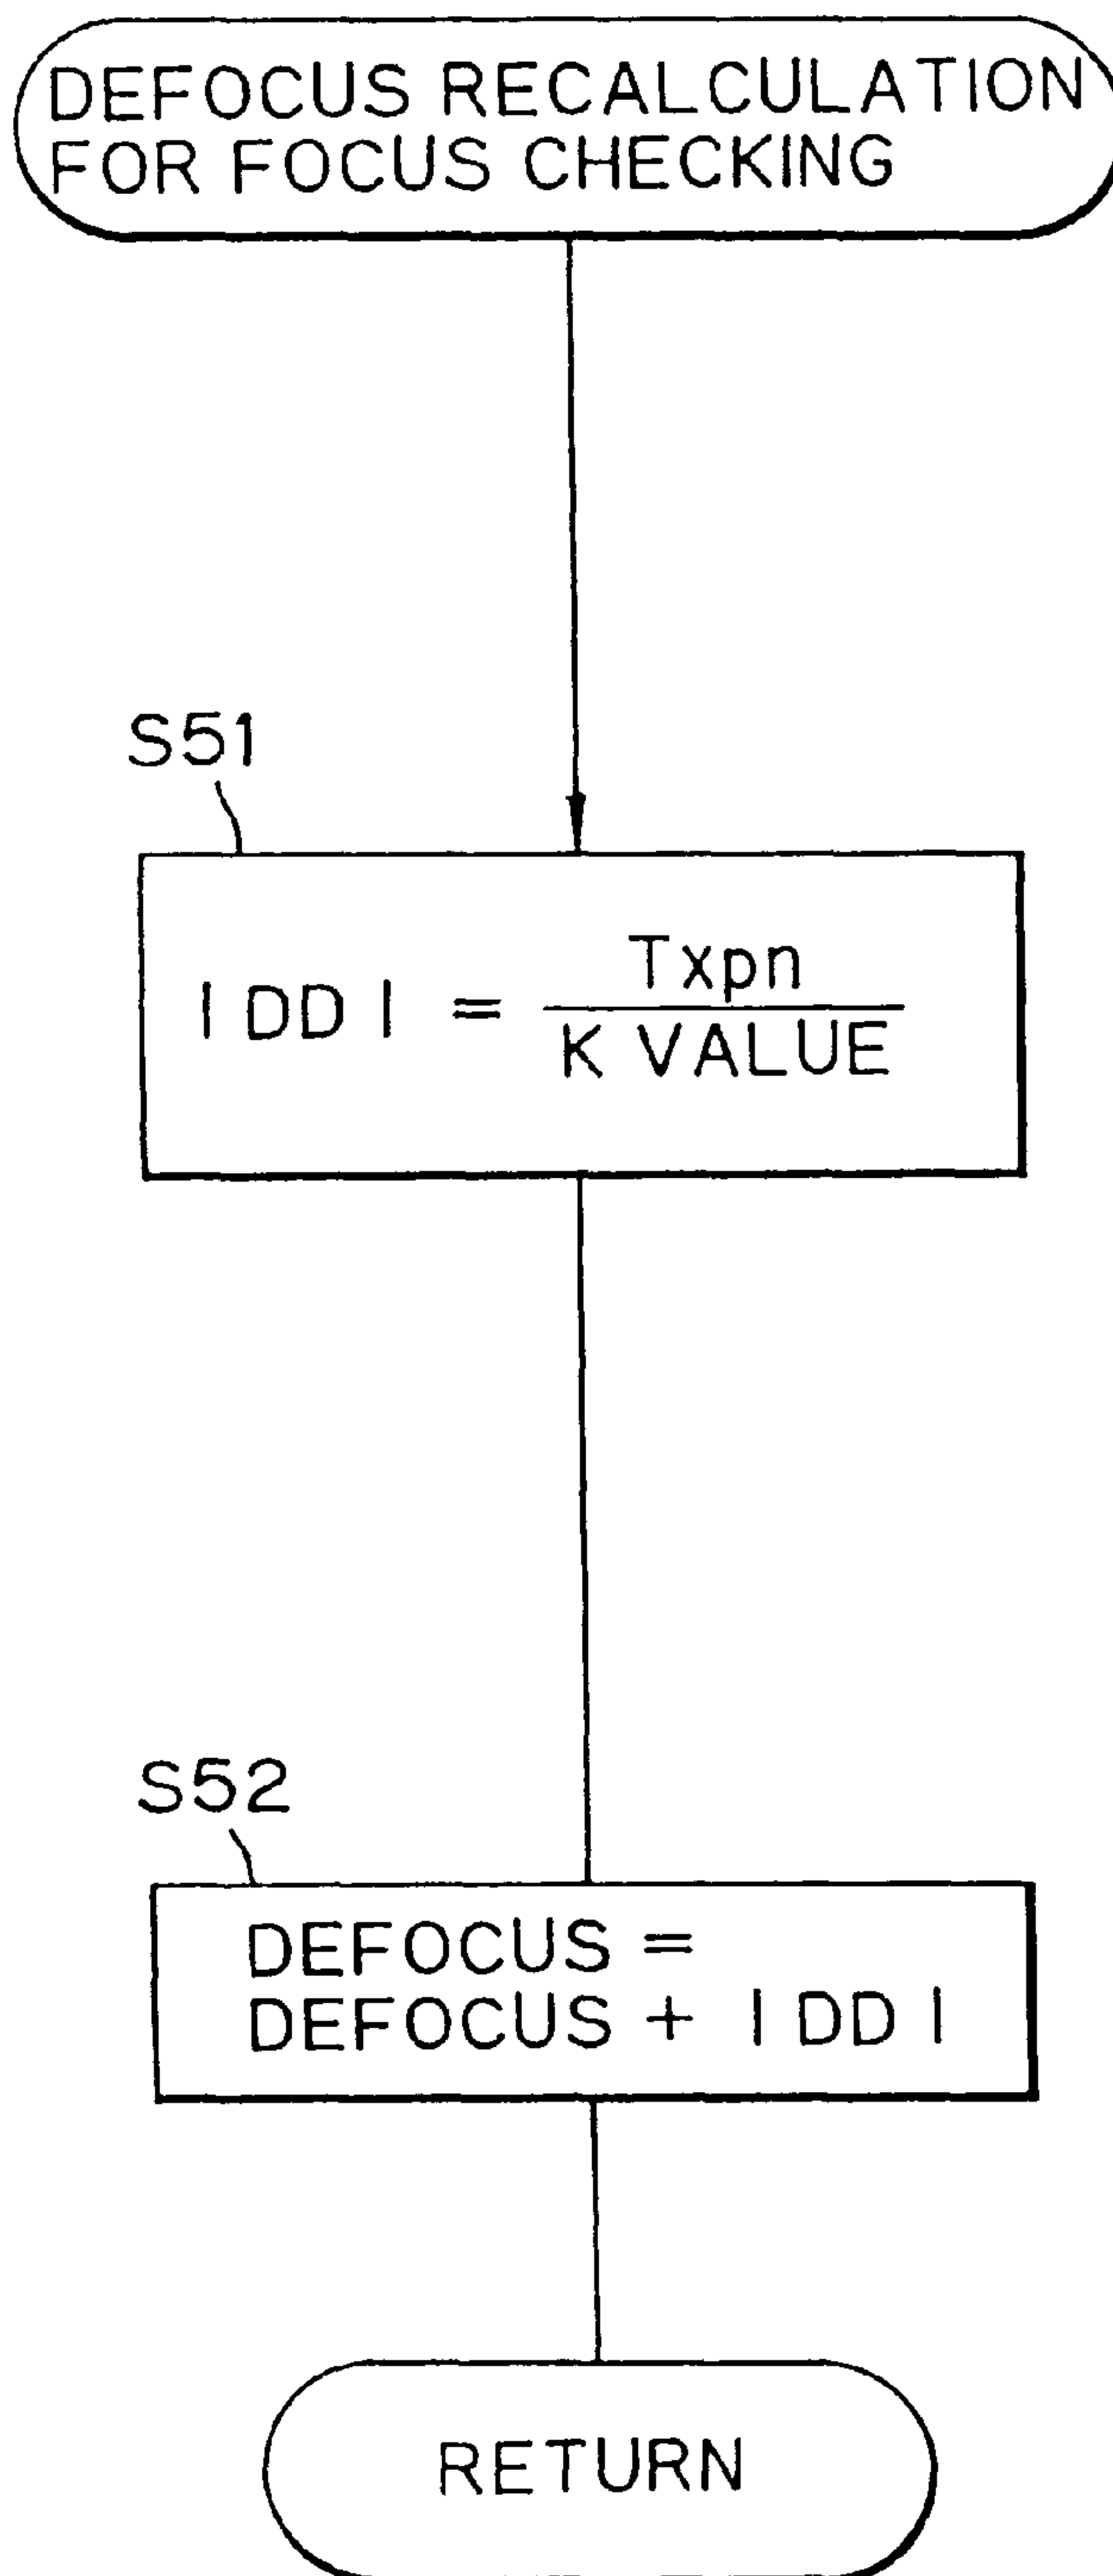 DEFOCUS RECALCULATION
FOR FOCUS CHECKING
S51
| DD | = Txpn / K VALUE
S52
DEFOCUS =
DEFOCUS + | DD |
RETURN